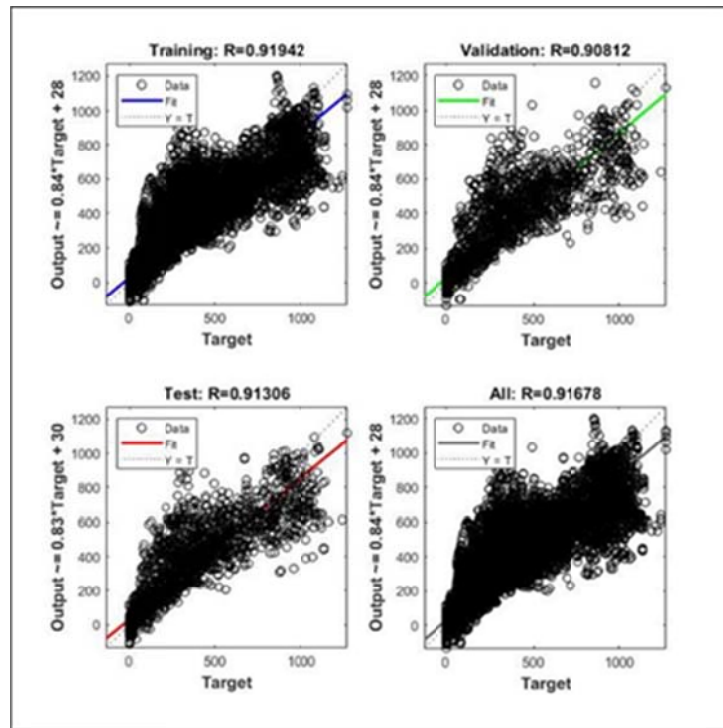 Training: R=0.91942
Output ~= 0.84*Target + 28
1200
1000
800
600
400
200
0
Data
Fit
Y = T
0
500
1000
Target
Validation: R=0.90812
Output ~= 0.84*Target + 28
1200
1000
800
600
400
200
0
Data
Fit
Y = T
0
500
1000
Target
Test: R=0.91306
Output ~= 0.83*Target + 30
1200
1000
800
600
400
200
0
Data
Fit
Y = T
0
500
1000
Target
All: R=0.91678
Output ~= 0.84*Target + 28
1200
1000
800
600
400
200
0
Data
Fit
Y = T
0
500
1000
Target